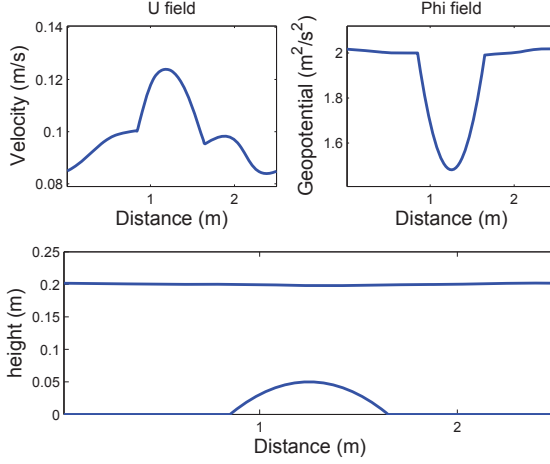 U field
Velocity (m/s)
0.14
0.12
0.1
0.08
1
2
Distance (m)
Phi field
Geopotential (m²/s²)
2
1.8
1.6
1
2
Distance (m)
height (m)
0.25
0.2
0.15
0.1
0.05
0
1
2
Distance (m)